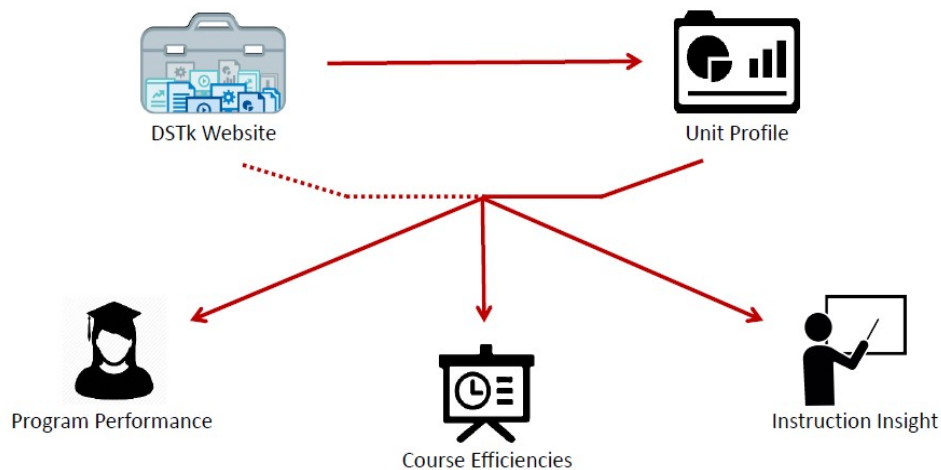 DSTk Website
Unit Profile
Program Performance
Course Efficiencies
Instruction Insight